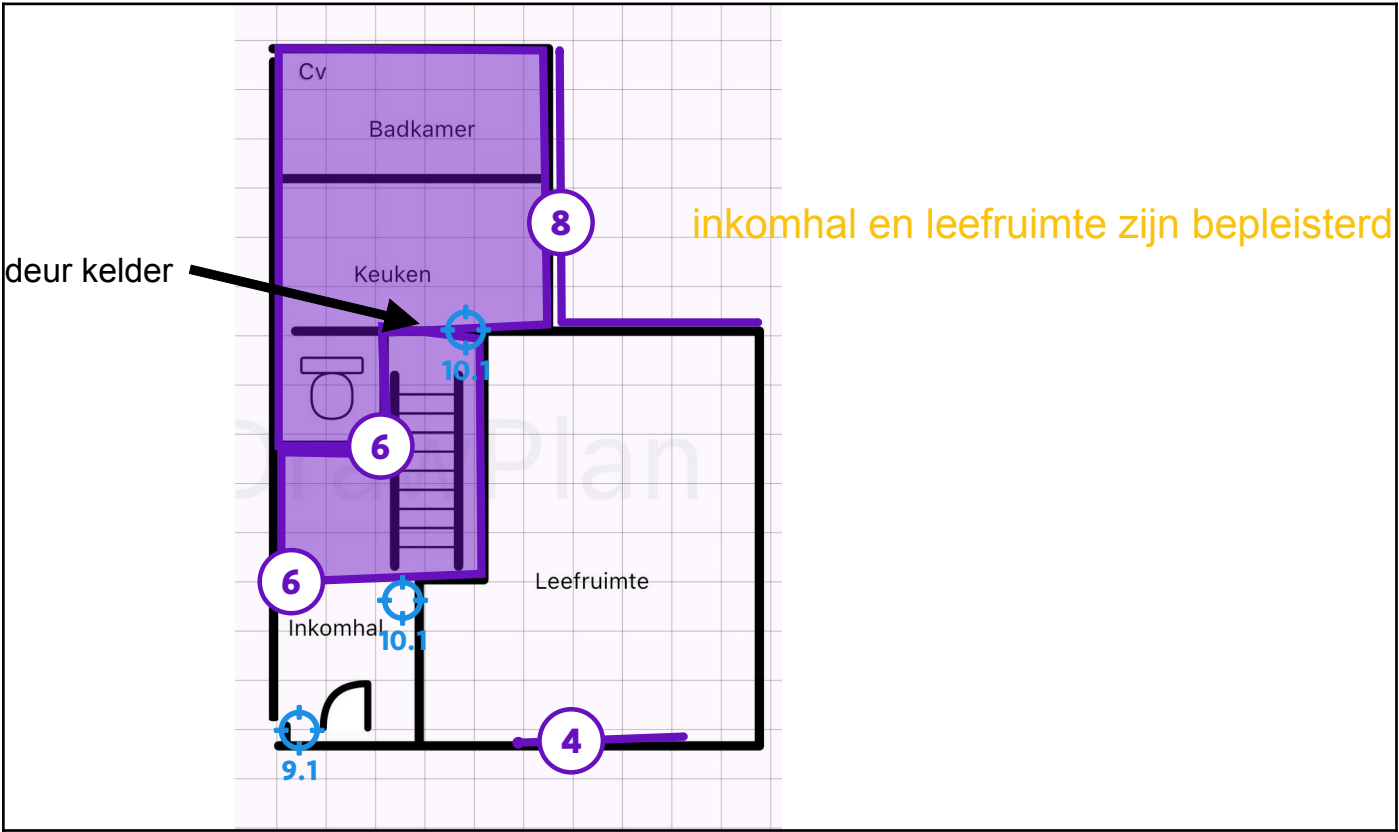 Cv
Badkamer
8
inkomhal en leefruimte zijn bepleisterd
deur kelder
Keuken
10.1
6
DrawPlan
6
Leefruimte
Inkomhal
10.1
4
9.1